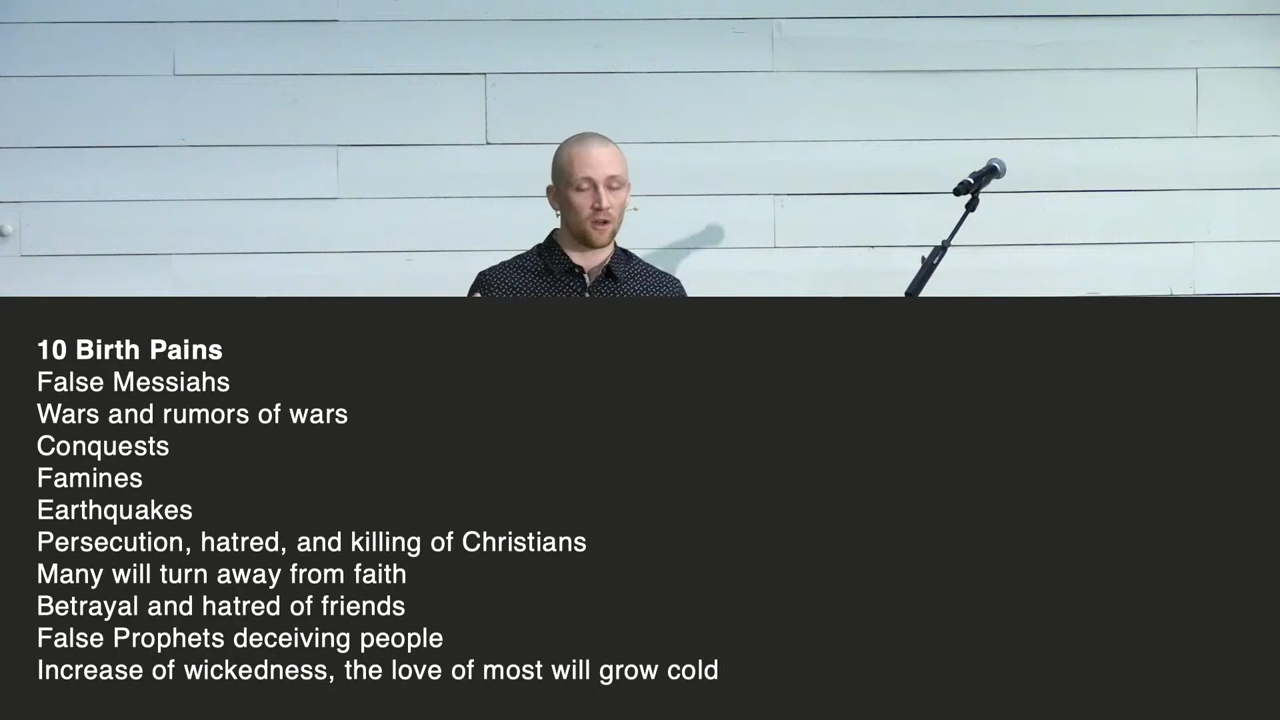 10 Birth Pains
False Messiahs
Wars and rumors of wars
Conquests
Famines
Earthquakes
Persecution, hatred, and killing of Christians
Many will turn away from faith
Betrayal and hatred of friends
False Prophets deceiving people
Increase of wickedness, the love of most will grow cold